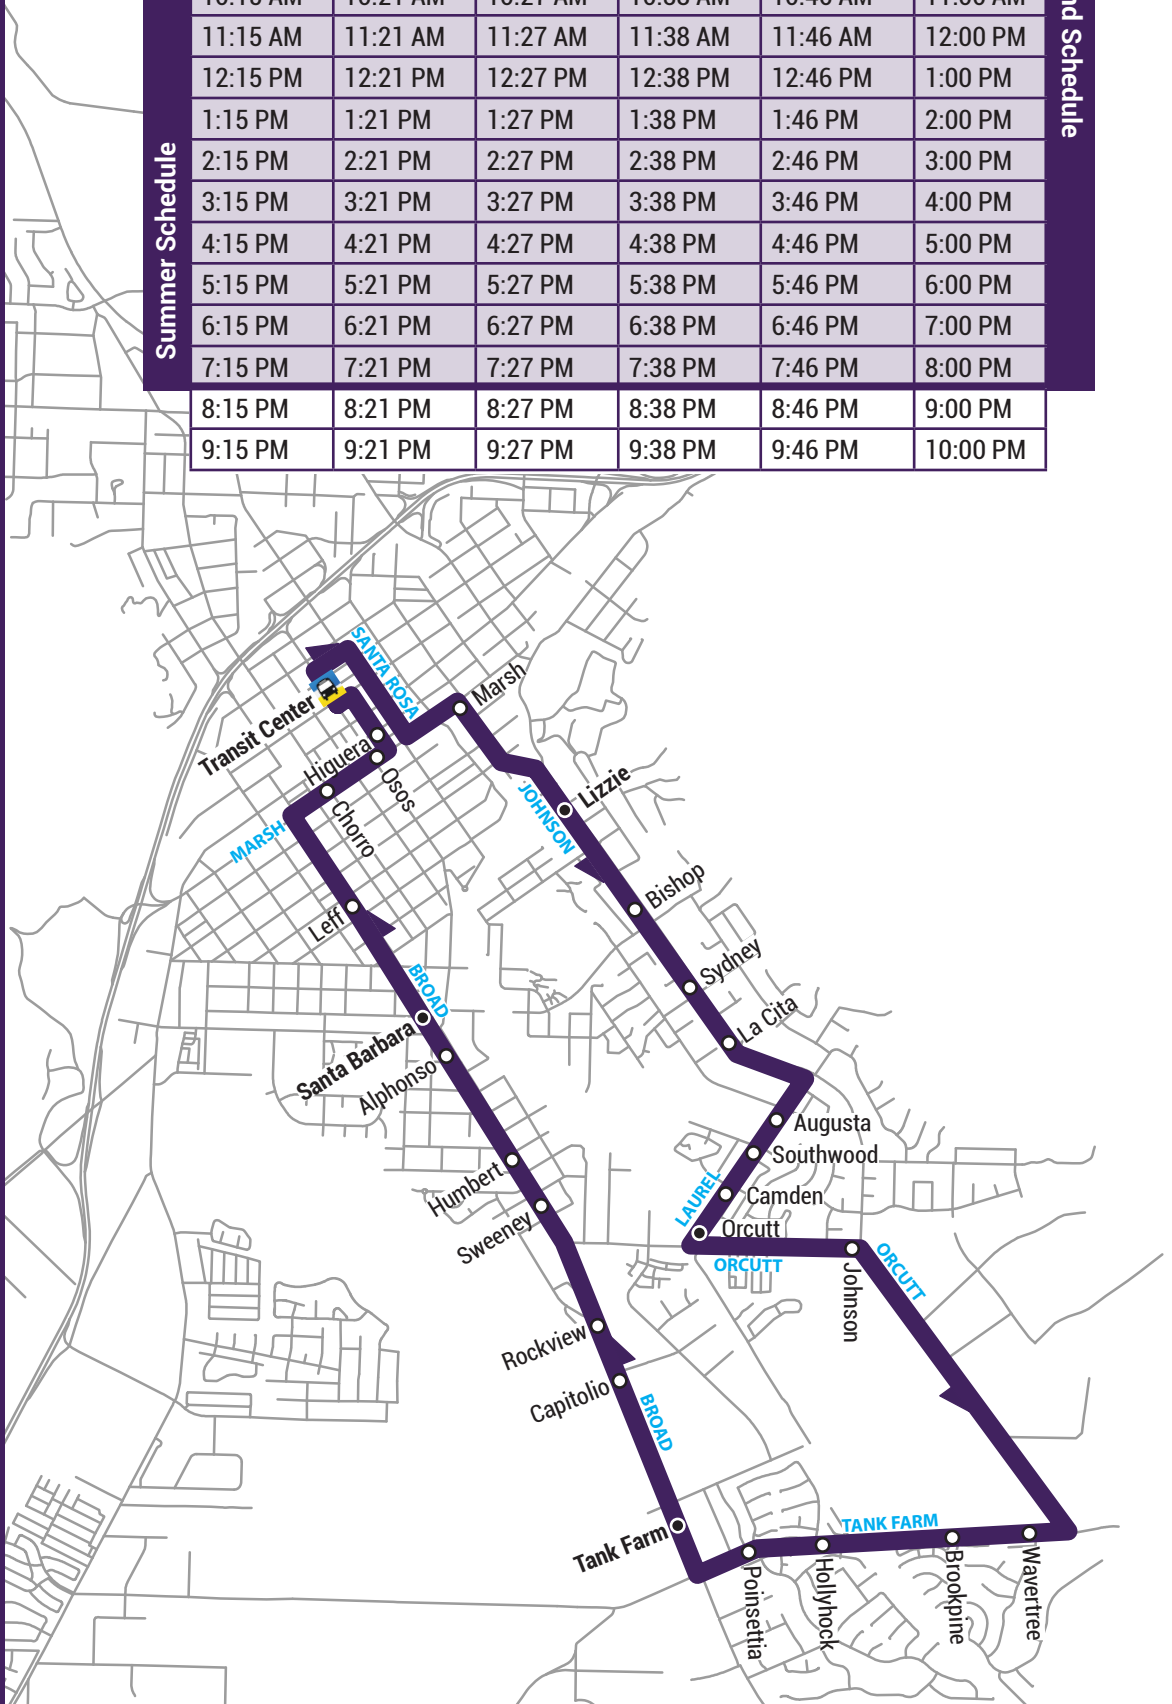 11:15 AM 11:21 AM 11:27 AM 11:38 AM 11:46 AM 12:00 PM
12:15 PM 12:21 PM 12:27 PM 12:38 PM 12:46 PM 1:00 PM
1:15 PM 1:21 PM 1:27 PM 1:38 PM 1:46 PM 2:00 PM
2:15 PM 2:21 PM 2:27 PM 2:38 PM 2:46 PM 3:00 PM
3:15 PM 3:21 PM 3:27 PM 3:38 PM 3:46 PM 4:00 PM
4:15 PM 4:21 PM 4:27 PM 4:38 PM 4:46 PM 5:00 PM
5:15 PM 5:21 PM 5:27 PM 5:38 PM 5:46 PM 6:00 PM
6:15 PM 6:21 PM 6:27 PM 6:38 PM 6:46 PM 7:00 PM
7:15 PM 7:21 PM 7:27 PM 7:38 PM 7:46 PM 8:00 PM
8:15 PM 8:21 PM 8:27 PM 8:38 PM 8:46 PM 9:00 PM
9:15 PM 9:21 PM 9:27 PM 9:38 PM 9:46 PM 10:00 PM
Summer Schedule
Schedule
SANTA ROSA
Marsh
Transit Center
Higuera
Osos
Chorro
MARSH
JOHNSON
Lizzie
Bishop
Leff
BROAD
Sydney
La Cita
Santa Barbara
Alphonso
Augusta
Southwood
Humbert
Camden
LAUREL
Orcutt
Sweeney
ORCUTT
ORCUTT
Johnson
Rockview
Capitolio
BROAD
TANK FARM
Tank Farm
Poinsettia
Hollyhock
Brookpine
Wavertree